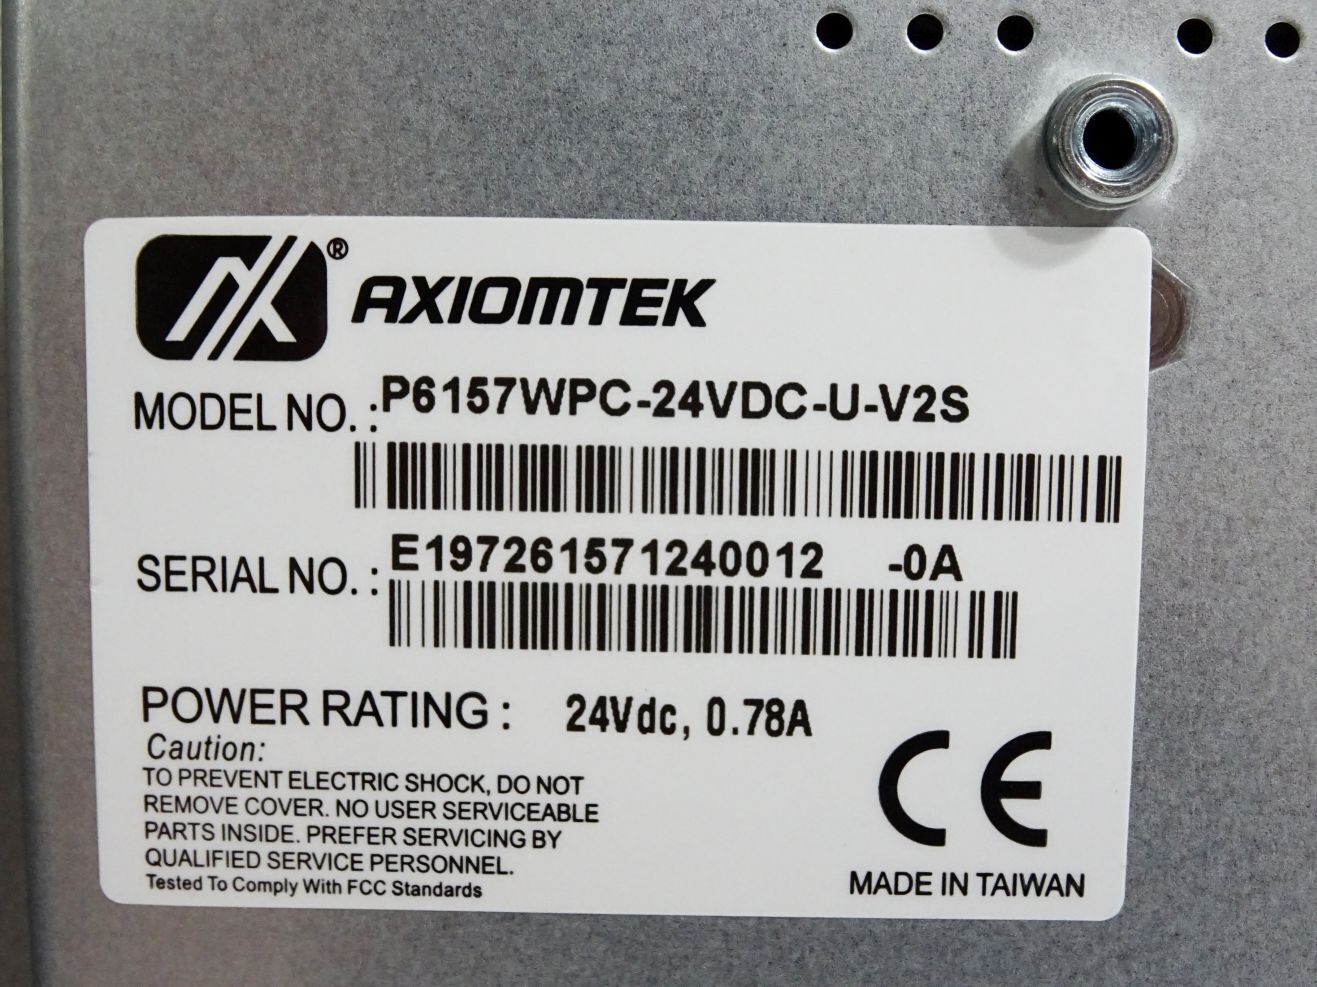 ® AXIOMTEK
MODEL NO. : P6157WPC-24VDC-U-V2S
SERIAL NO. : E197261571240012 -0A
POWER RATING : 24Vdc, 0.78A
Caution:
TO PREVENT ELECTRIC SHOCK, DO NOT
REMOVE COVER. NO USER SERVICEABLE
PARTS INSIDE. PREFER SERVICING BY
QUALIFIED SERVICE PERSONNEL.
Tested To Comply With FCC Standards
CE
MADE IN TAIWAN